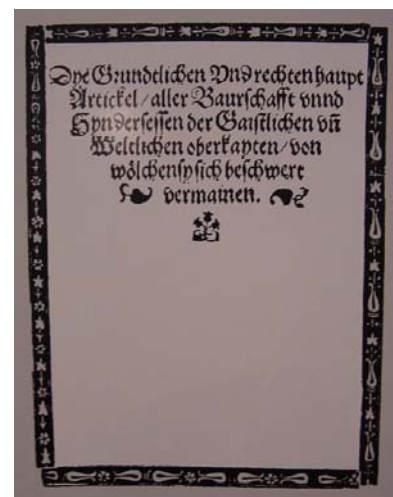 Dye Grundtlichen Vnd rechten haupt
Artickel/aller Baurschafft vnnd
Hyndersessen der Gaistlichen vñ
Weltlichen oberkayten/von
wölchen sy sich beschwert
vermainen.